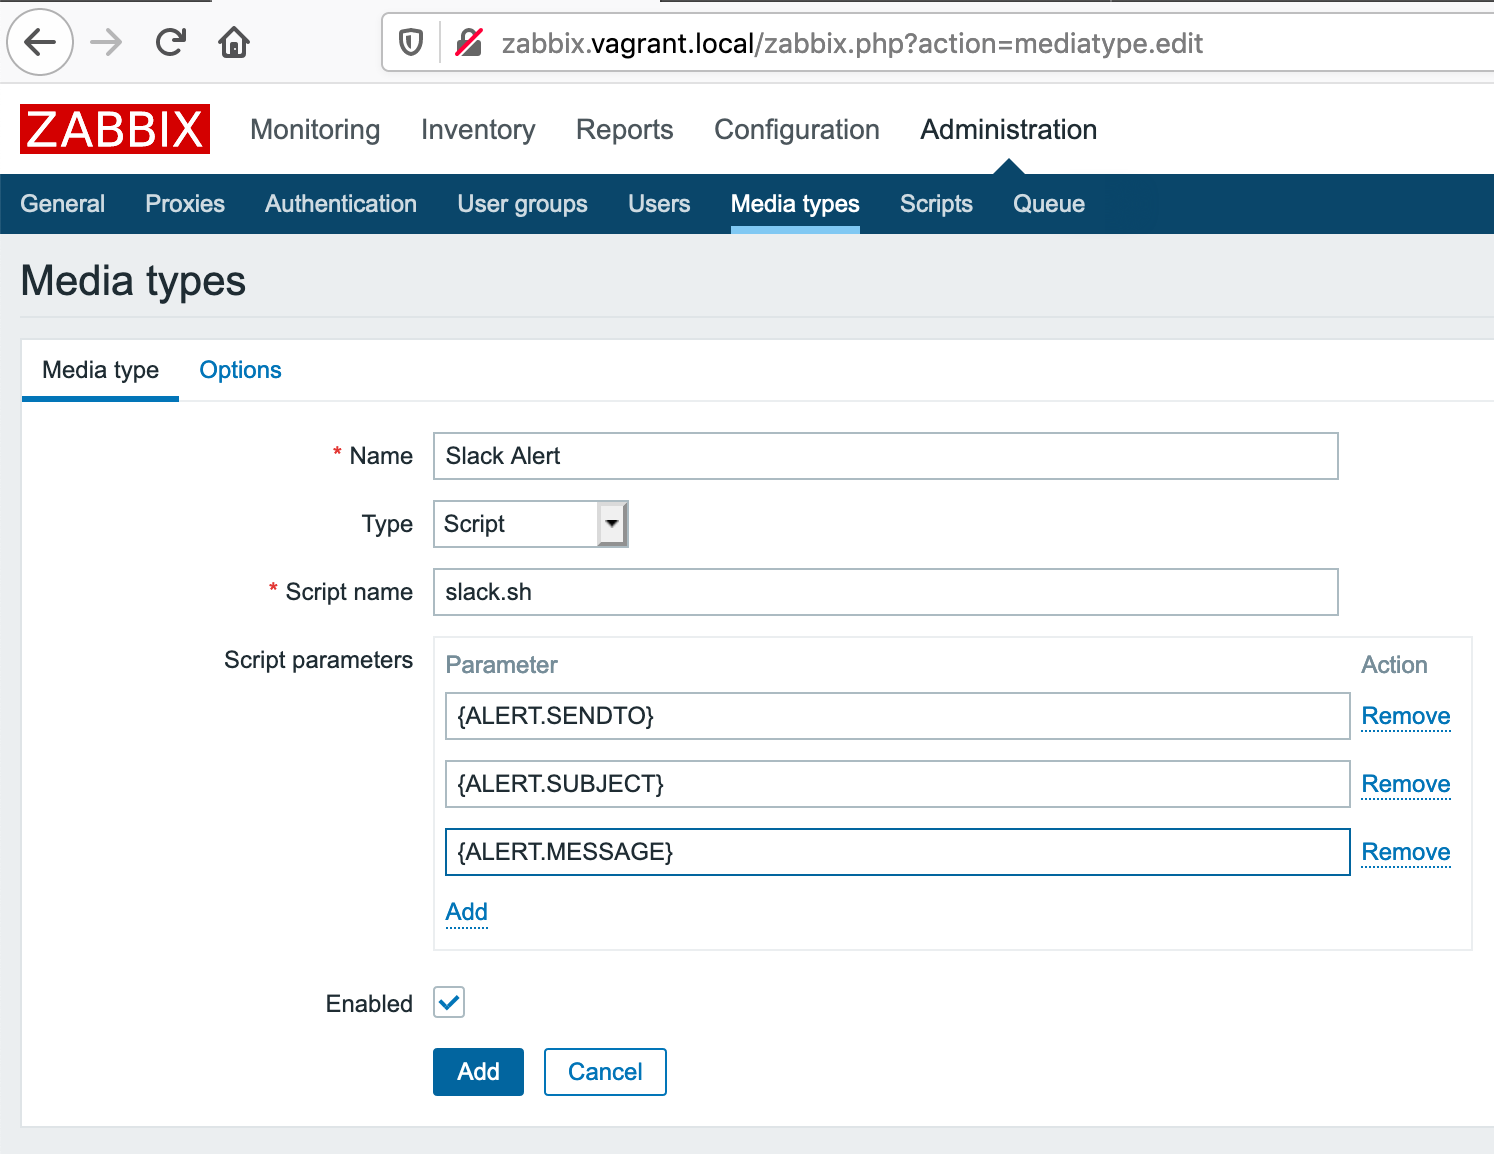 zabbix.vagrant.local/zabbix.php?action=mediatype.edit
ZABBIX Monitoring Inventory Reports Configuration Administration
General Proxies Authentication User groups Users Media types Scripts Queue
Media types
Media type Options
* Name Slack Alert
Type Script
* Script name slack.sh
Script parameters Parameter Action
{ALERT.SENDTO} Remove
{ALERT.SUBJECT} Remove
{ALERT.MESSAGE} Remove
Add
Enabled
Add Cancel